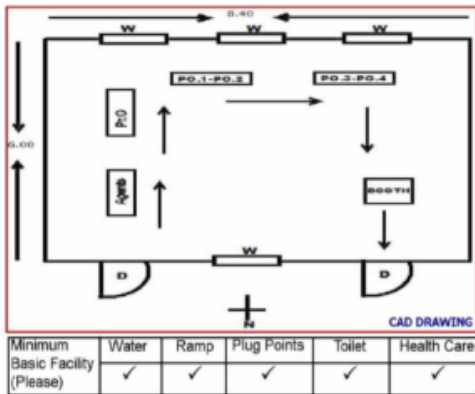 8.40
W W W
PO.1-PO.2 PO.3-PO.4
PrO
6.00
Agents
BOOTH
W
D D
N
CAD DRAWING
Minimum Basic Facility (Please) Water Ramp Plug Points Toilet Health Care
✓ ✓ ✓ ✓ ✓